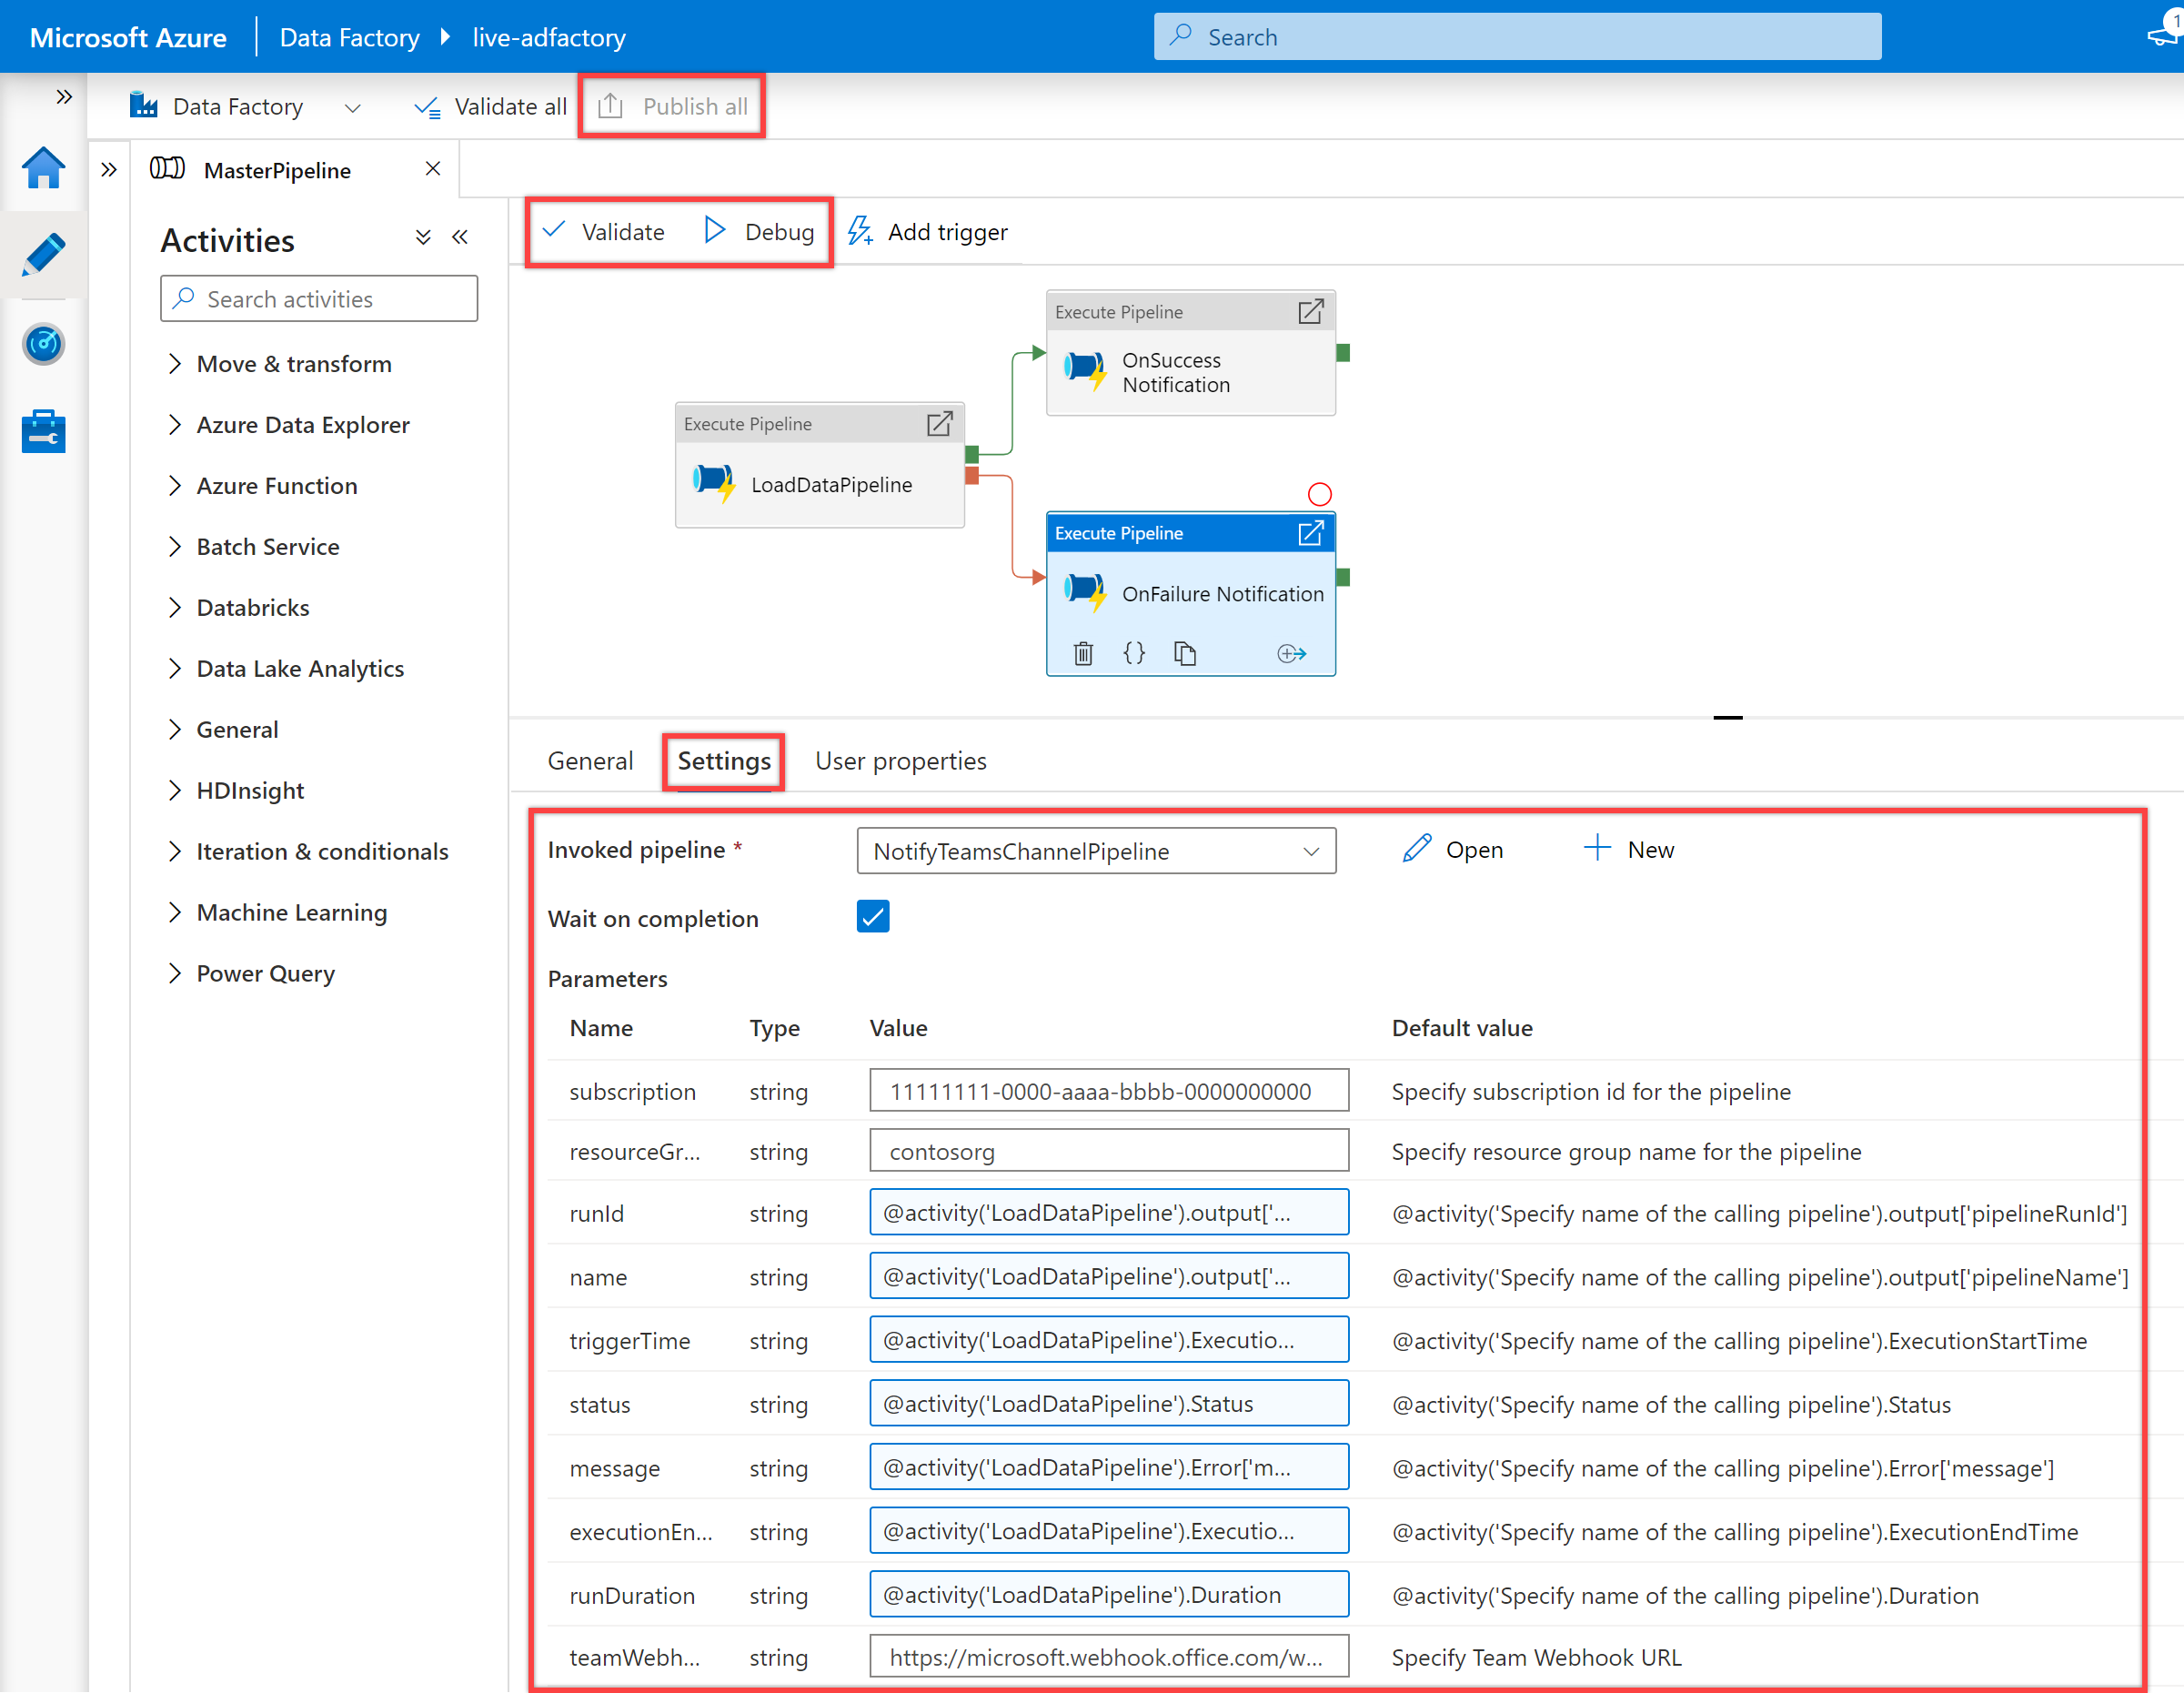 Microsoft Azure | Data Factory ▸ live-adfactory
Search
1
Data Factory
Validate all
Publish all
MasterPipeline
Activities
Search activities
Move & transform
Azure Data Explorer
Azure Function
Batch Service
Databricks
Data Lake Analytics
General
HDInsight
Iteration & conditionals
Machine Learning
Power Query
Validate
Debug
Add trigger
Execute Pipeline
OnSuccess
Notification
Execute Pipeline
LoadDataPipeline
Execute Pipeline
OnFailure Notification
{}
General
Settings
User properties
Invoked pipeline *
NotifyTeamsChannelPipeline
Open
New
Wait on completion
Parameters
Name Type Value Default value
subscription string 11111111-0000-aaaa-bbbb-0000000000 Specify subscription id for the pipeline
resourceGr... string contosorg Specify resource group name for the pipeline
runId string @activity('LoadDataPipeline').output['... @activity('Specify name of the calling pipeline').output['pipelineRunId']
name string @activity('LoadDataPipeline').output['... @activity('Specify name of the calling pipeline').output['pipelineName']
triggerTime string @activity('LoadDataPipeline').Executio... @activity('Specify name of the calling pipeline').ExecutionStartTime
status string @activity('LoadDataPipeline').Status @activity('Specify name of the calling pipeline').Status
message string @activity('LoadDataPipeline').Error['m... @activity('Specify name of the calling pipeline').Error['message']
executionEn... string @activity('LoadDataPipeline').Executio... @activity('Specify name of the calling pipeline').ExecutionEndTime
runDuration string @activity('LoadDataPipeline').Duration @activity('Specify name of the calling pipeline').Duration
teamWebh... string https://microsoft.webhook.office.com/w... Specify Team Webhook URL